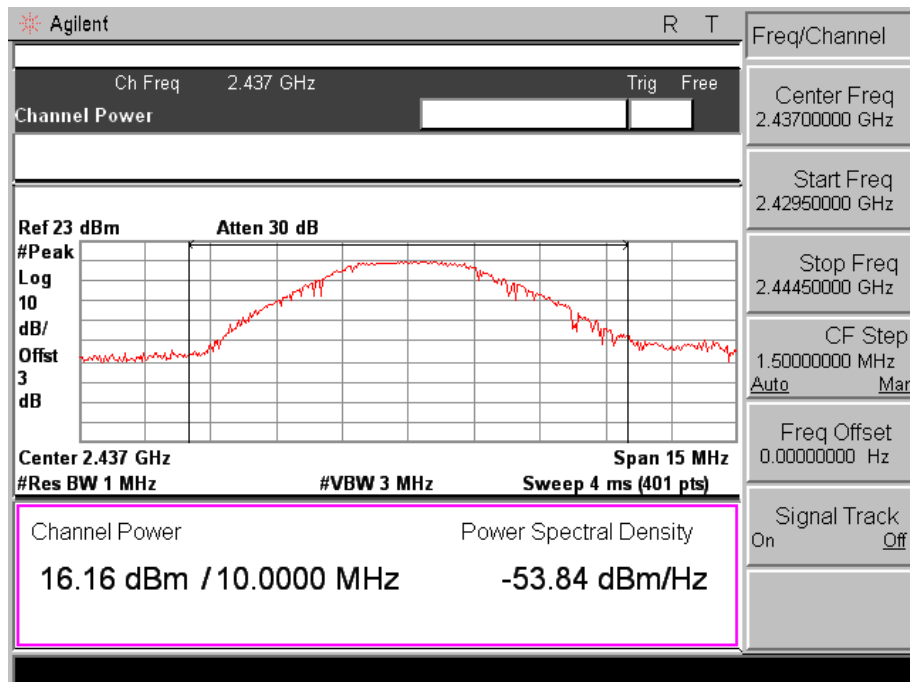 Agilent R T
Ch Freq 2.437 GHz Trig Free
Channel Power
Ref 23 dBm Atten 30 dB
#Peak
Log
10
dB/
Offst
3
dB
Center 2.437 GHz Span 15 MHz
#Res BW 1 MHz #VBW 3 MHz Sweep 4 ms (401 pts)
Channel Power Power Spectral Density
16.16 dBm / 10.0000 MHz -53.84 dBm/Hz
Freq/Channel
Center Freq
2.43700000 GHz
Start Freq
2.42950000 GHz
Stop Freq
2.44450000 GHz
CF Step
1.50000000 MHz
Auto Mar
Freq Offset
0.00000000 Hz
Signal Track
On Off